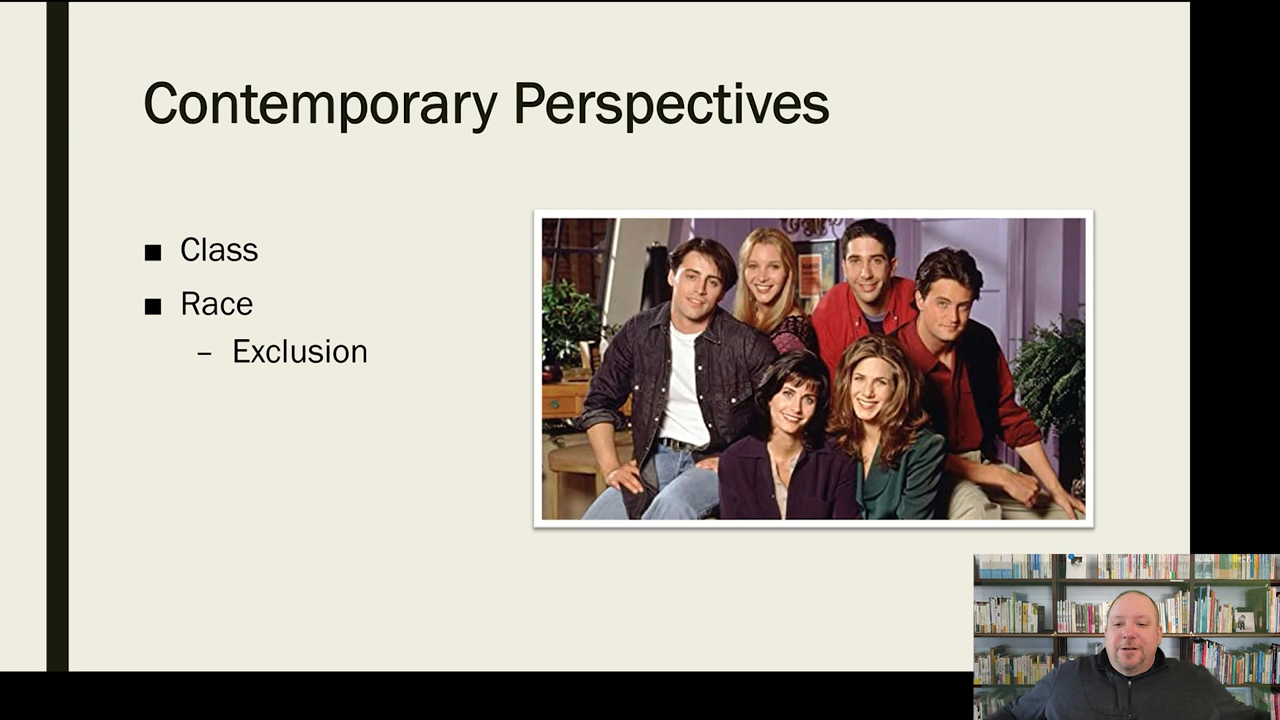 Contemporary Perspectives
■ Class
■ Race
– Exclusion